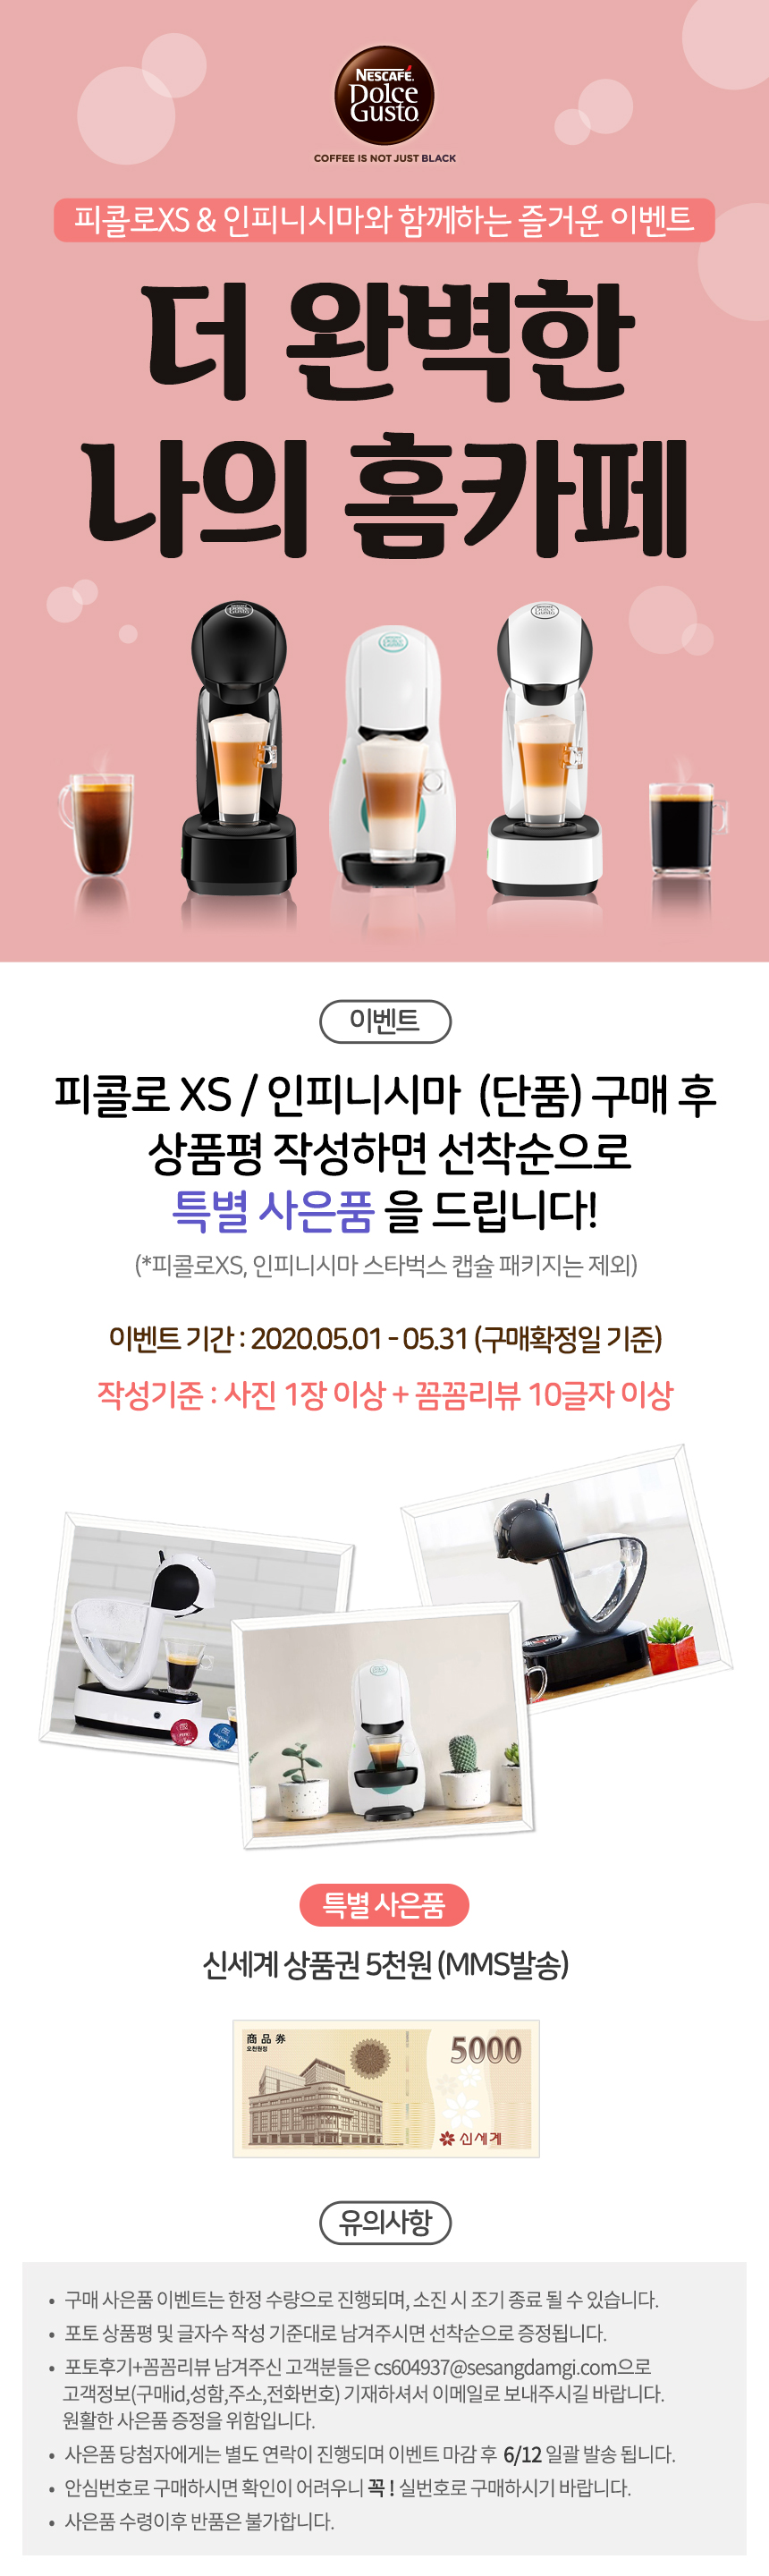 NESCAFÉ.
Dolce
Gusto
COFFEE IS NOT JUST BLACK
피콜로XS & 인피니시마와 함께하는 즐거운 이벤트
더 완벽한
나의 홈카페
이벤트
피콜로 XS / 인피니시마 (단품) 구매 후
상품평 작성하면 선착순으로
특별 사은품 을 드립니다!
(*피콜로XS, 인피니시마 스타벅스 캡슐 패키지는 제외)
이벤트 기간 : 2020.05.01 - 05.31 (구매확정일 기준)
작성기준 : 사진 1장 이상 + 꼼꼼리뷰 10글자 이상
특별 사은품
신세계 상품권 5천원 (MMS발송)
商品券
오천원정
5000
신세계
유의사항
• 구매 사은품 이벤트는 한정 수량으로 진행되며, 소진 시 조기 종료 될 수 있습니다.
• 포토 상품평 및 글자수 작성 기준대로 남겨주시면 선착순으로 증정됩니다.
• 포토후기+꼼꼼리뷰 남겨주신 고객분들은 cs604937@sesangdamgi.com으로
고객정보(구매id,성함,주소,전화번호) 기재하셔서 이메일로 보내주시길 바랍니다.
원활한 사은품 증정을 위함입니다.
• 사은품 당첨자에게는 별도 연락이 진행되며 이벤트 마감 후 6/12 일괄 발송 됩니다.
• 안심번호로 구매하시면 확인이 어려우니 꼭 ! 실번호로 구매하시기 바랍니다.
• 사은품 수령이후 반품은 불가합니다.